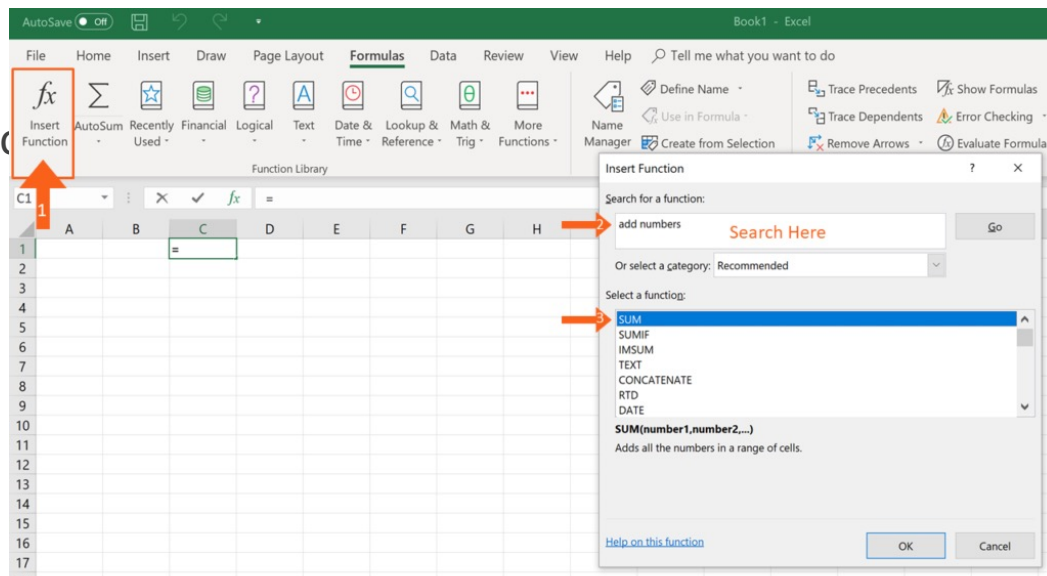 AutoSave Off Book1 - Excel
File Home Insert Draw Page Layout Formulas Data Review View Help Tell me what you want to do
fx Σ ? A θ
Insert Function
AutoSum
Recently Used
Financial
Logical
Text
Date & Time
Lookup & Reference
Math & Trig
More Functions
Function Library
Name Manager
Define Name
Use in Formula
Create from Selection
Trace Precedents
Trace Dependents
Remove Arrows
Show Formulas
Error Checking
Evaluate Formula
1
C1 fx =
A B C D E F G H
1 =
2
3
4
5
6
7
8
9
10
11
12
13
14
15
16
17
Insert Function ?
Search for a function:
2 add numbers Search Here Go
Or select a category: Recommended
Select a function:
3 SUM
SUMIF
IMSUM
TEXT
CONCATENATE
RTD
DATE
SUM(number1,number2,...)
Adds all the numbers in a range of cells.
Help on this function OK Cancel